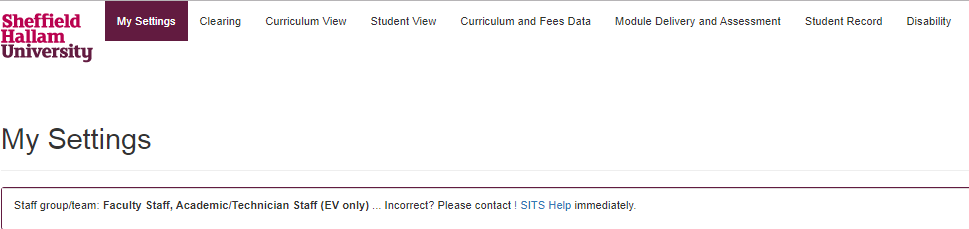 Sheffield
Hallam
University
My Settings Clearing Curriculum View Student View Curriculum and Fees Data Module Delivery and Assessment Student Record Disability
My Settings
Staff group/team: Faculty Staff, Academic/Technician Staff (EV only) ... Incorrect? Please contact ! SITS Help immediately.